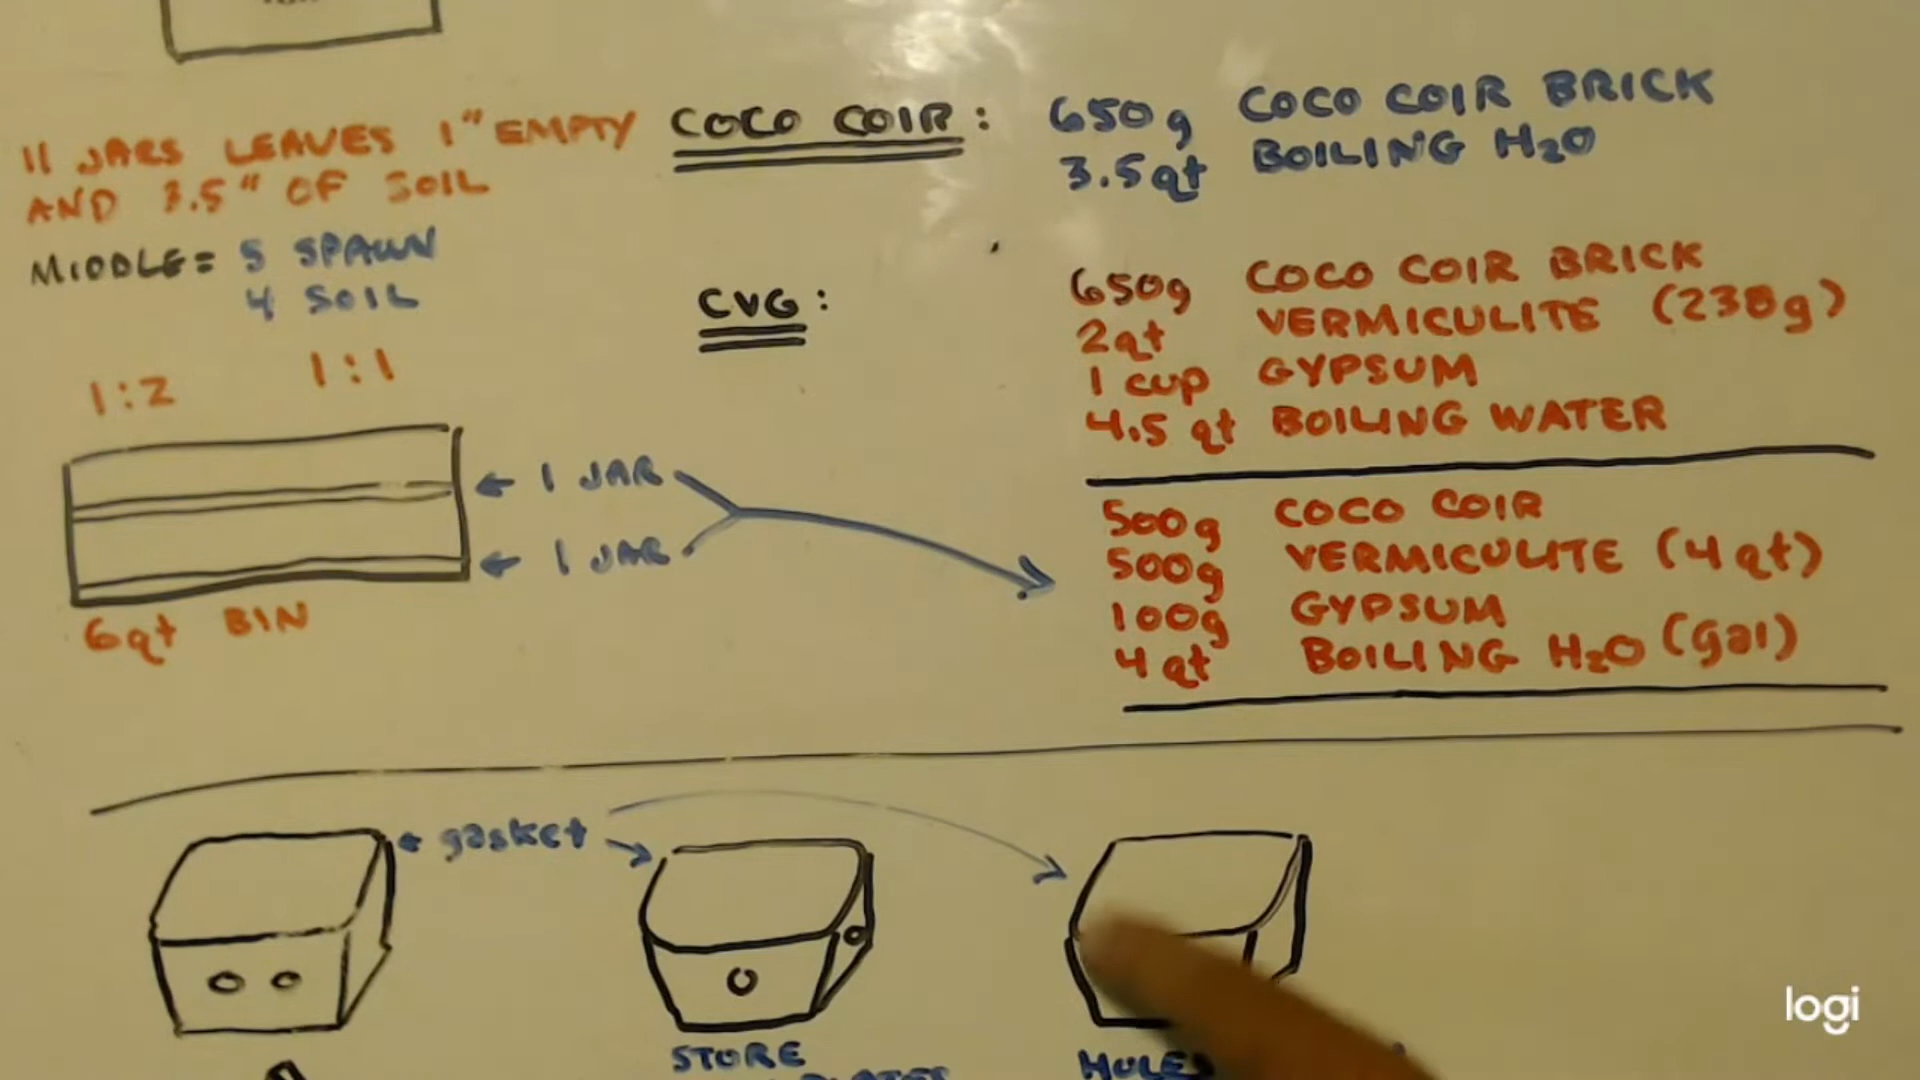 11 JARS LEAVES 1" EMPTY
AND 3.5" OF SOIL
MIDDLE= 5 SPAWN
4 SOIL
1:2 1:1
← 1 JAR
← 1 JAR
6qt BIN
COCO COIR: 650g COCO COIR BRICK
3.5qt BOILING H₂O
CVG: 650g COCO COIR BRICK
2qt VERMICULITE (238g)
1 cup GYPSUM
4.5 qt BOILING WATER
500g COCO COIR
500g VERMICULITE (4qt)
100g GYPSUM
4 qt BOILING H₂O (gal)
gasket
STORE
HOLES
logi